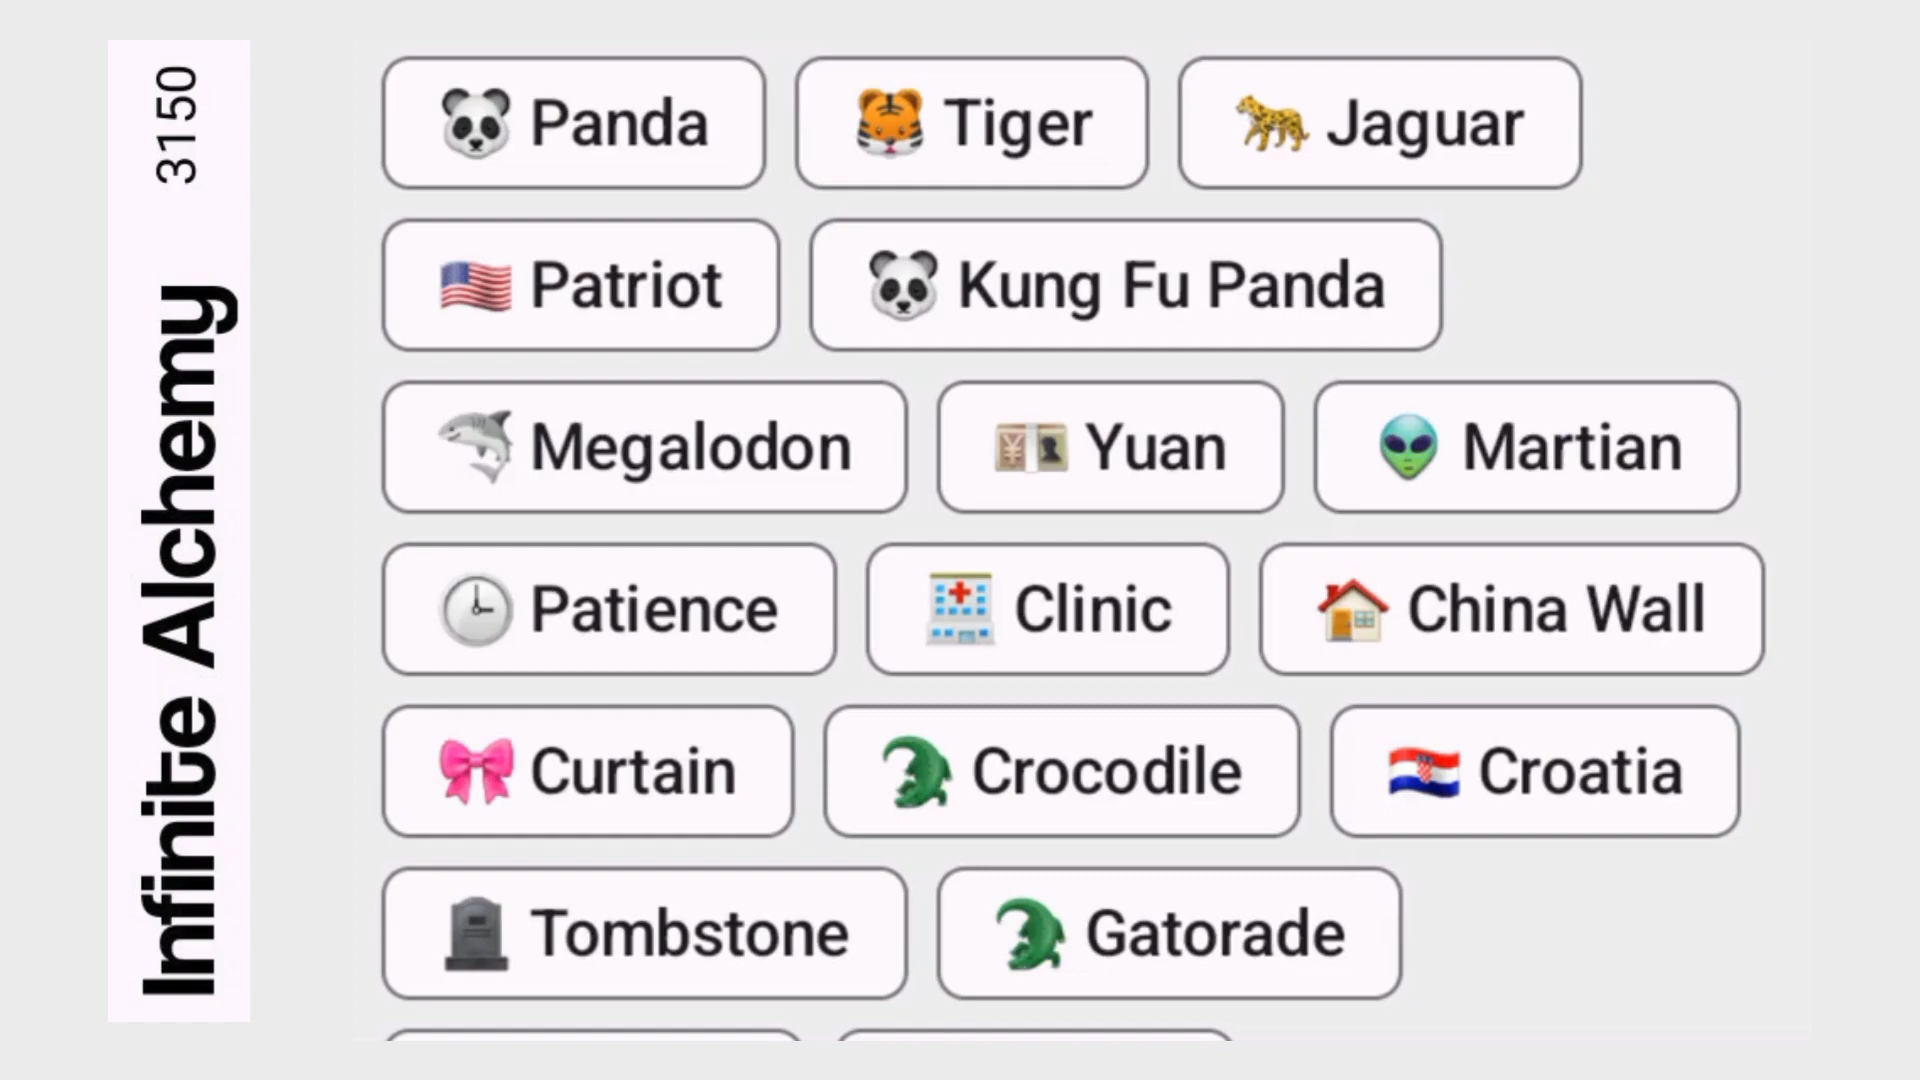 Infinite Alchemy 3150
Panda Tiger Jaguar
Patriot Kung Fu Panda
Megalodon Yuan Martian
Patience Clinic China Wall
Curtain Crocodile Croatia
Tombstone Gatorade